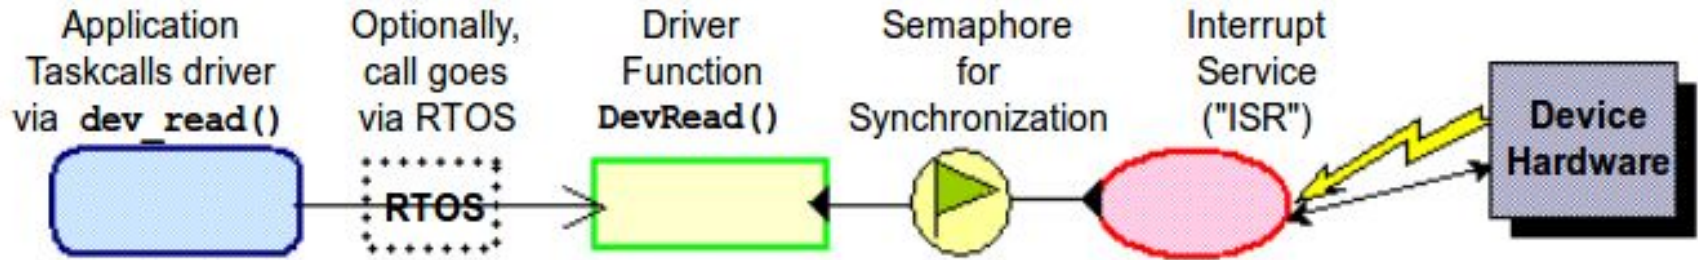 Application
Taskcalls driver
via dev_read()
Optionally,
call goes
via RTOS
RTOS
Driver
Function
DevRead()
Semaphore
for
Synchronization
Interrupt
Service
("ISR")
Device
Hardware